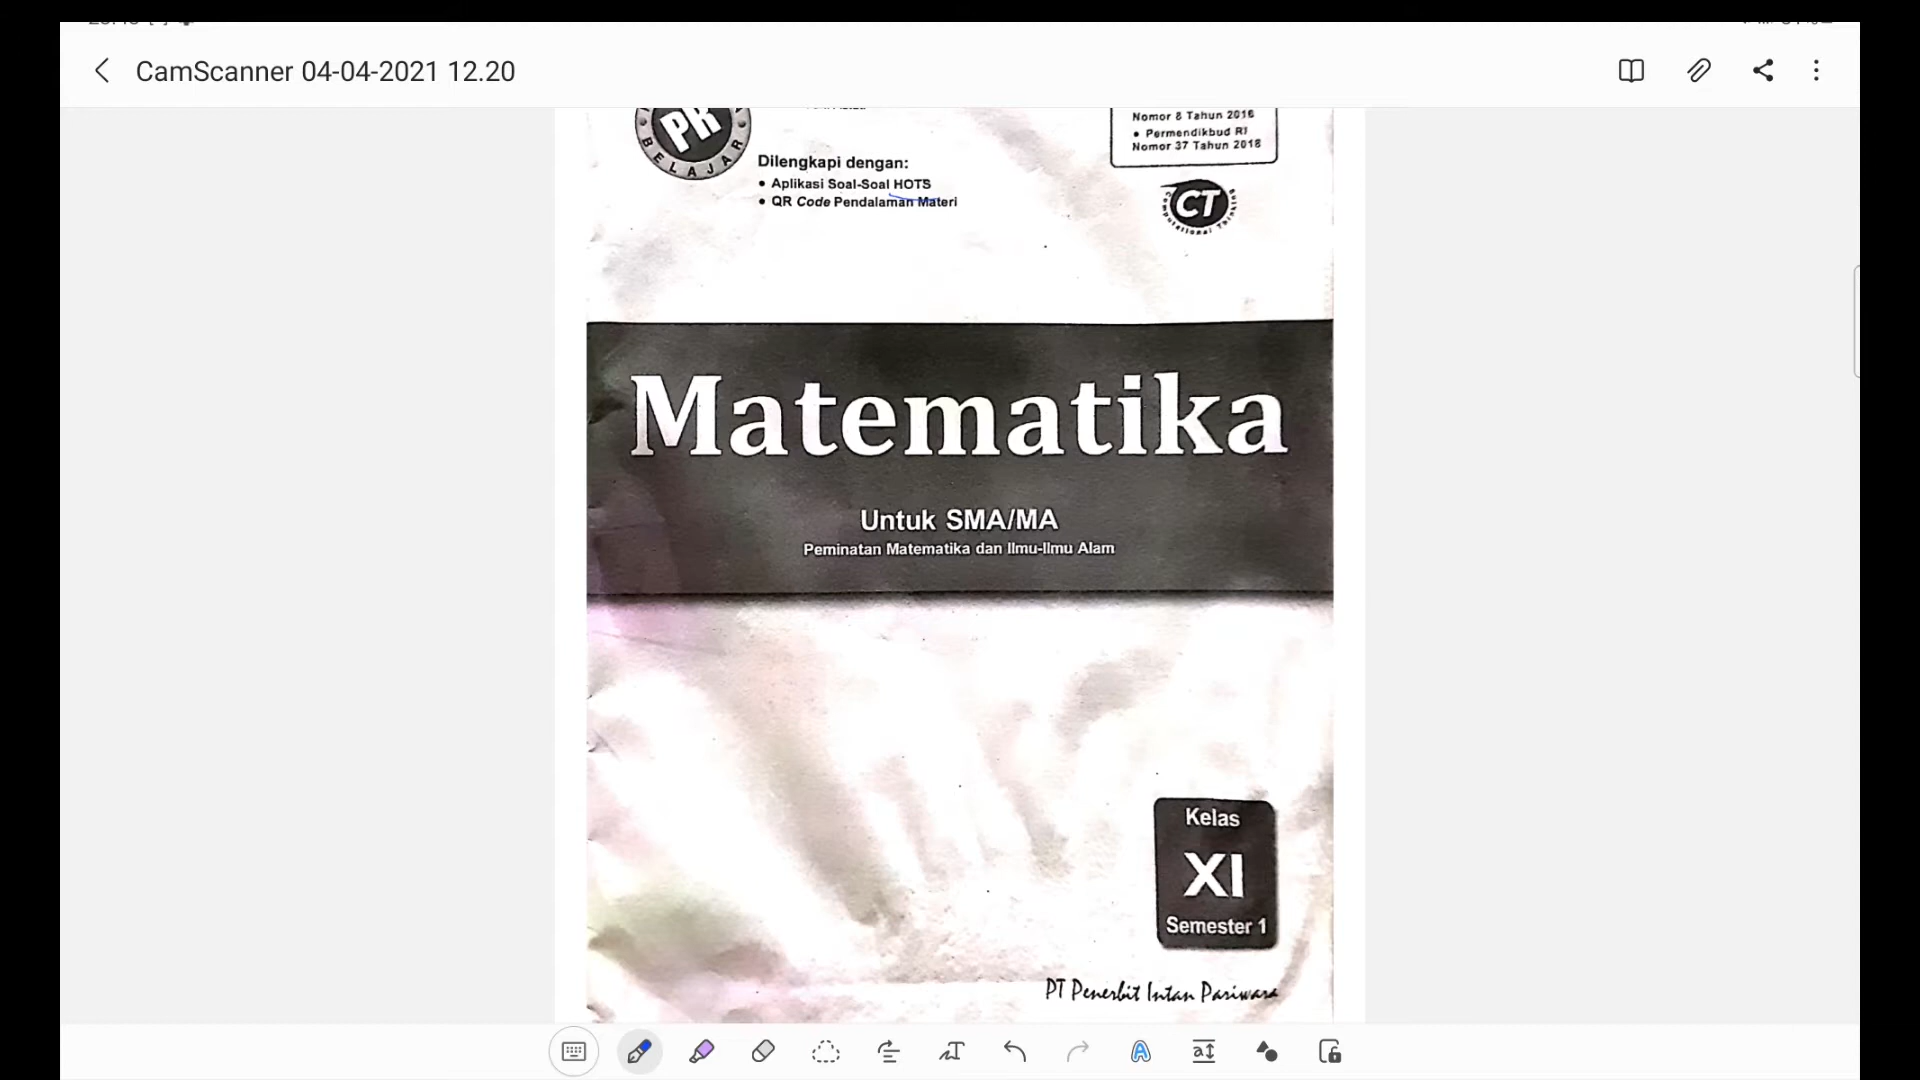 CamScanner 04-04-2021 12.20
PR
BELAJAR
Dilengkapi dengan:
• Aplikasi Soal-Soal HOTS
• QR Code Pendalaman Materi
Nomor 8 Tahun 2016
• Permendikbud RI
Nomor 37 Tahun 2018
CT
Computational Thinking
Matematika
Untuk SMA/MA
Peminatan Matematika dan Ilmu-Ilmu Alam
Kelas
XI
Semester 1
PT Penerbit Intan Pariwara